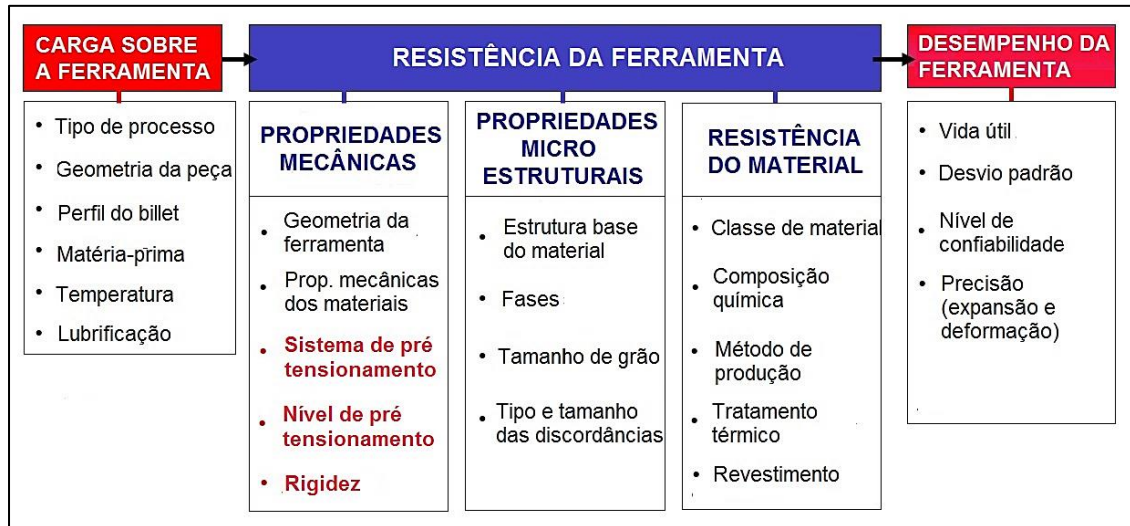 CARGA SOBRE
A FERRAMENTA
• Tipo de processo
• Geometria da peça
• Perfil do billet
• Matéria-prima
• Temperatura
• Lubrificação
RESISTÊNCIA DA FERRAMENTA
PROPRIEDADES
MECÂNICAS
• Geometria da
ferramenta
• Prop. mecânicas
dos materiais
• Sistema de pré
tensionamento
• Nível de pré
tensionamento
• Rigidez
PROPRIEDADES
MICRO
ESTRUTURAIS
• Estrutura base
do material
• Fases
• Tamanho de grão
• Tipo e tamanho
das discordâncias
RESISTÊNCIA
DO MATERIAL
• Classe de material
• Composição
química
• Método de
produção
• Tratamento
térmico
• Revestimento
DESEMPENHO DA
FERRAMENTA
• Vida útil
• Desvio padrão
• Nível de
confiabilidade
• Precisão
(expansão e
deformação)